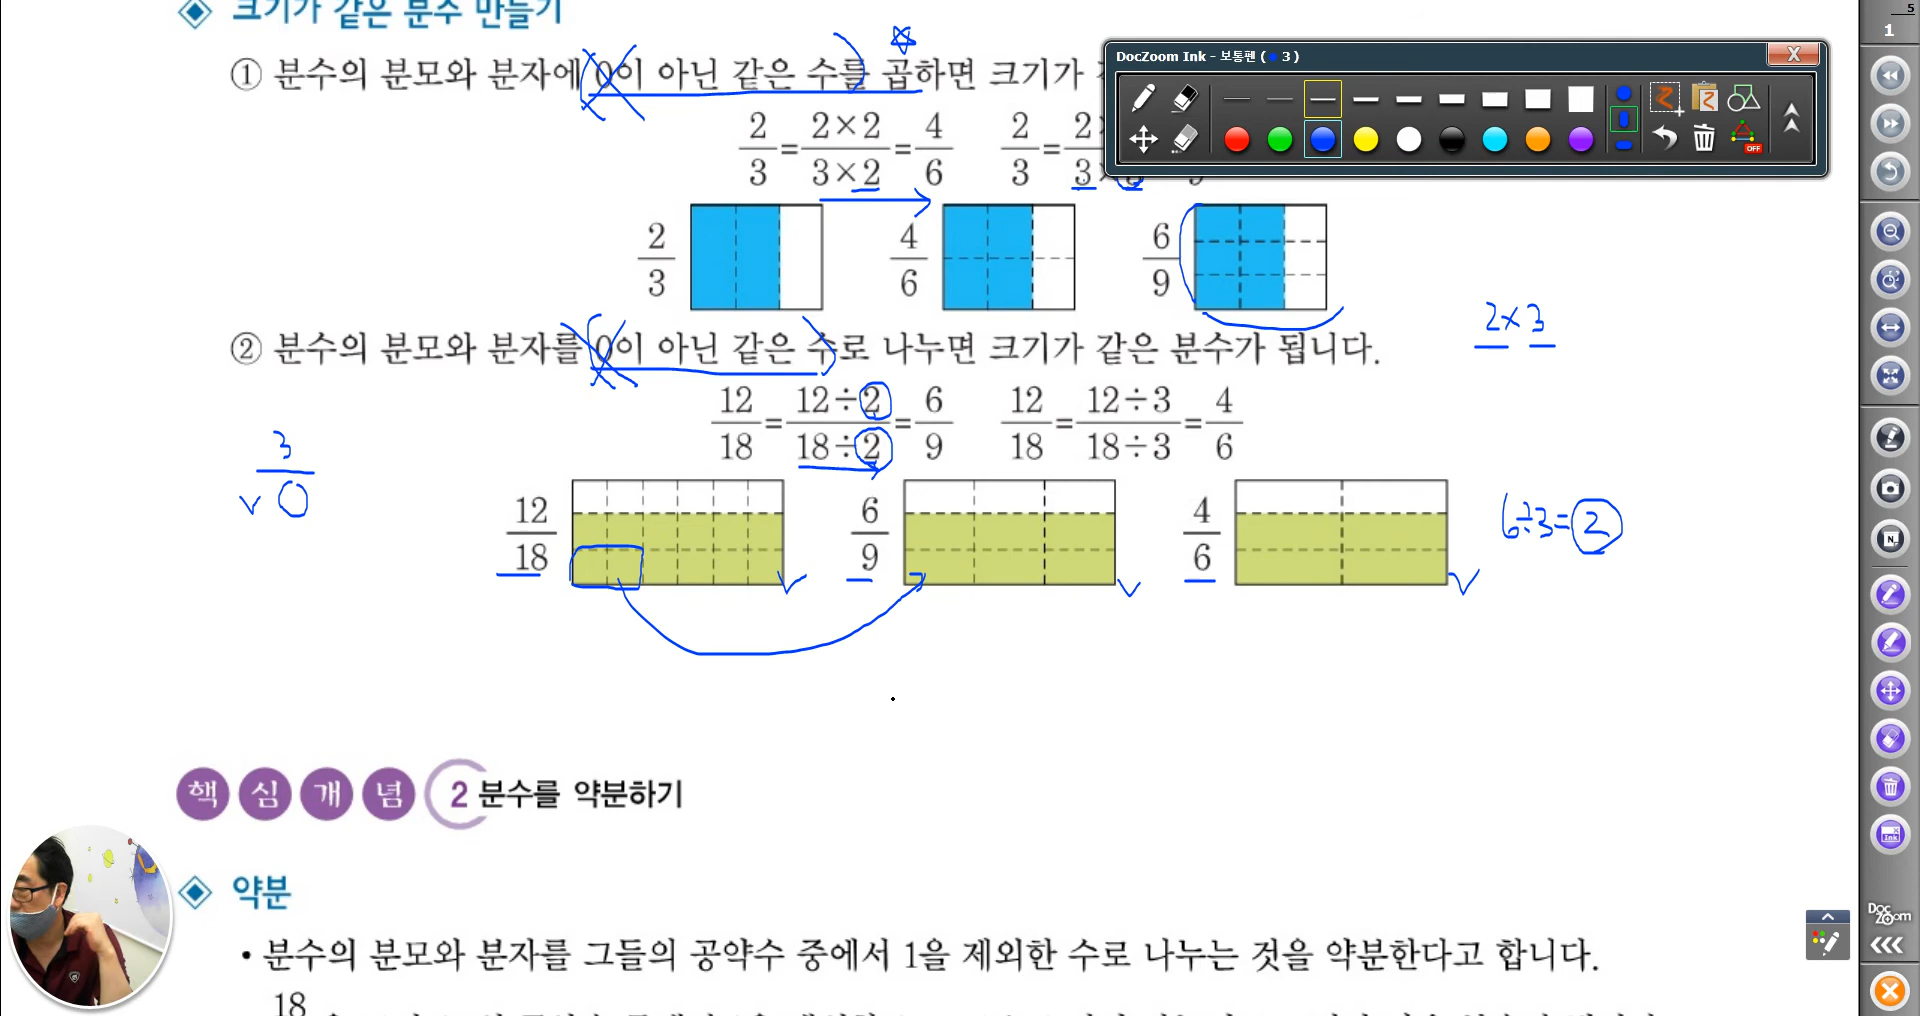 크기가 같은 분수 만들기
① 분수의 분모와 분자에 0이 아닌 같은 수를 곱하면 크기가
2/3 = 2×2/3×2 = 4/6 2/3 = 2×/3×
2/3 4/6 6/9
2×3
② 분수의 분모와 분자를 0이 아닌 같은 수로 나누면 크기가 같은 분수가 됩니다.
12/18 = 12÷2/18÷2 = 6/9 12/18 = 12÷3/18÷3 = 4/6
3/0
12/18 6/9 4/6
6÷3=2
핵심개념 2 분수를 약분하기
약분
• 분수의 분모와 분자를 그들의 공약수 중에서 1을 제외한 수로 나누는 것을 약분한다고 합니다.
18
DocZoom Ink - 보통펜 ( 3 )
X
OFF
5
1
N
Ink
Doc Zoom